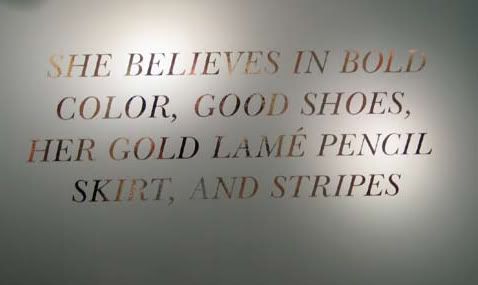 SHE BELIEVES IN BOLD
COLOR, GOOD SHOES,
HER GOLD LAMÉ PENCIL
SKIRT, AND STRIPES